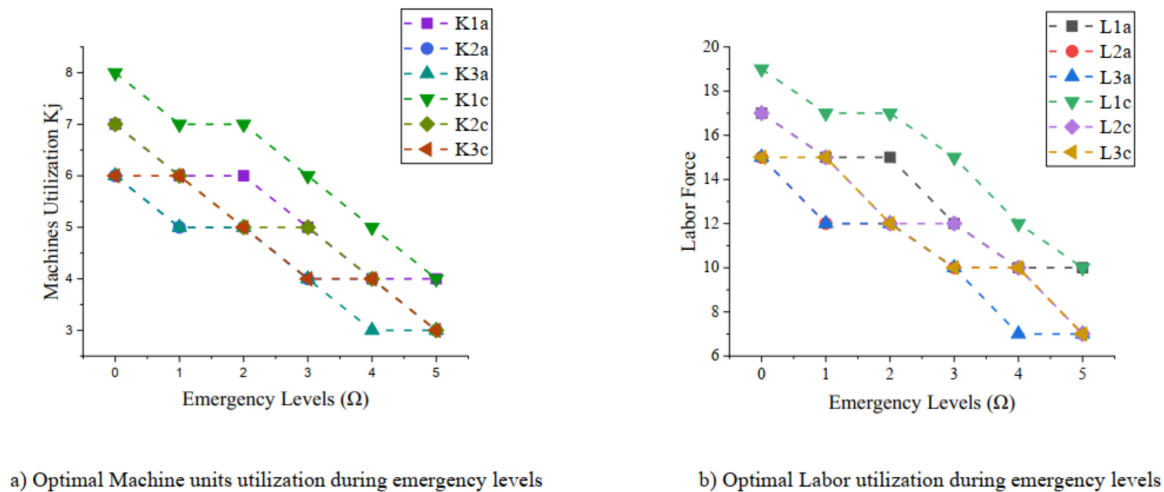 K1a
K2a
K3a
K1c
K2c
K3c
8
7
6
5
4
3
Machines Utilization Kj
0 1 2 3 4 5
Emergency Levels (Ω)
a) Optimal Machine units utilization during emergency levels
L1a
L2a
L3a
L1c
L2c
L3c
20
18
16
14
12
10
8
6
Labor Force
0 1 2 3 4 5
Emergency Levels (Ω)
b) Optimal Labor utilization during emergency levels